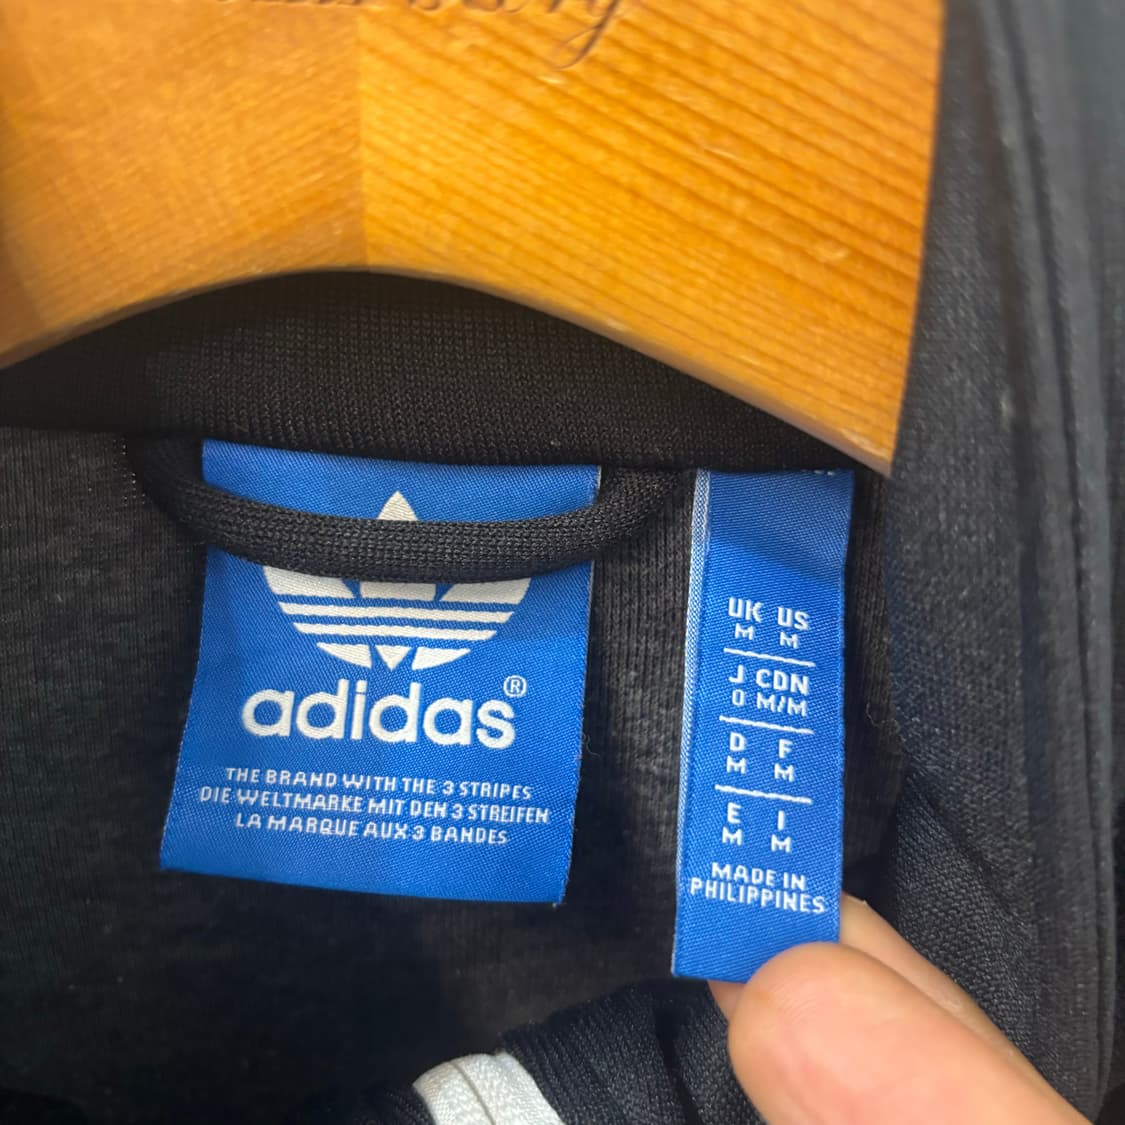 adidas®
THE BRAND WITH THE 3 STRIPES
DIE WELTMARKE MIT DEN 3 STREIFEN
LA MARQUE AUX 3 BANDES
UK US
M M
J CDN
O M/M
D F
M M
E I
M M
MADE IN
PHILIPPINES